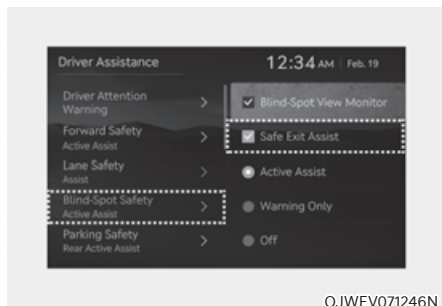 Driver Assistance
12:34 AM | Feb. 19
Driver Attention
Warning
Forward Safety
Active Assist
Lane Safety
Assist
Blind-Spot Safety
Active Assist
Parking Safety
Rear Active Assist
Blind-Spot View Monitor
Safe Exit Assist
Active Assist
Warning Only
Off
OJWEV071246N